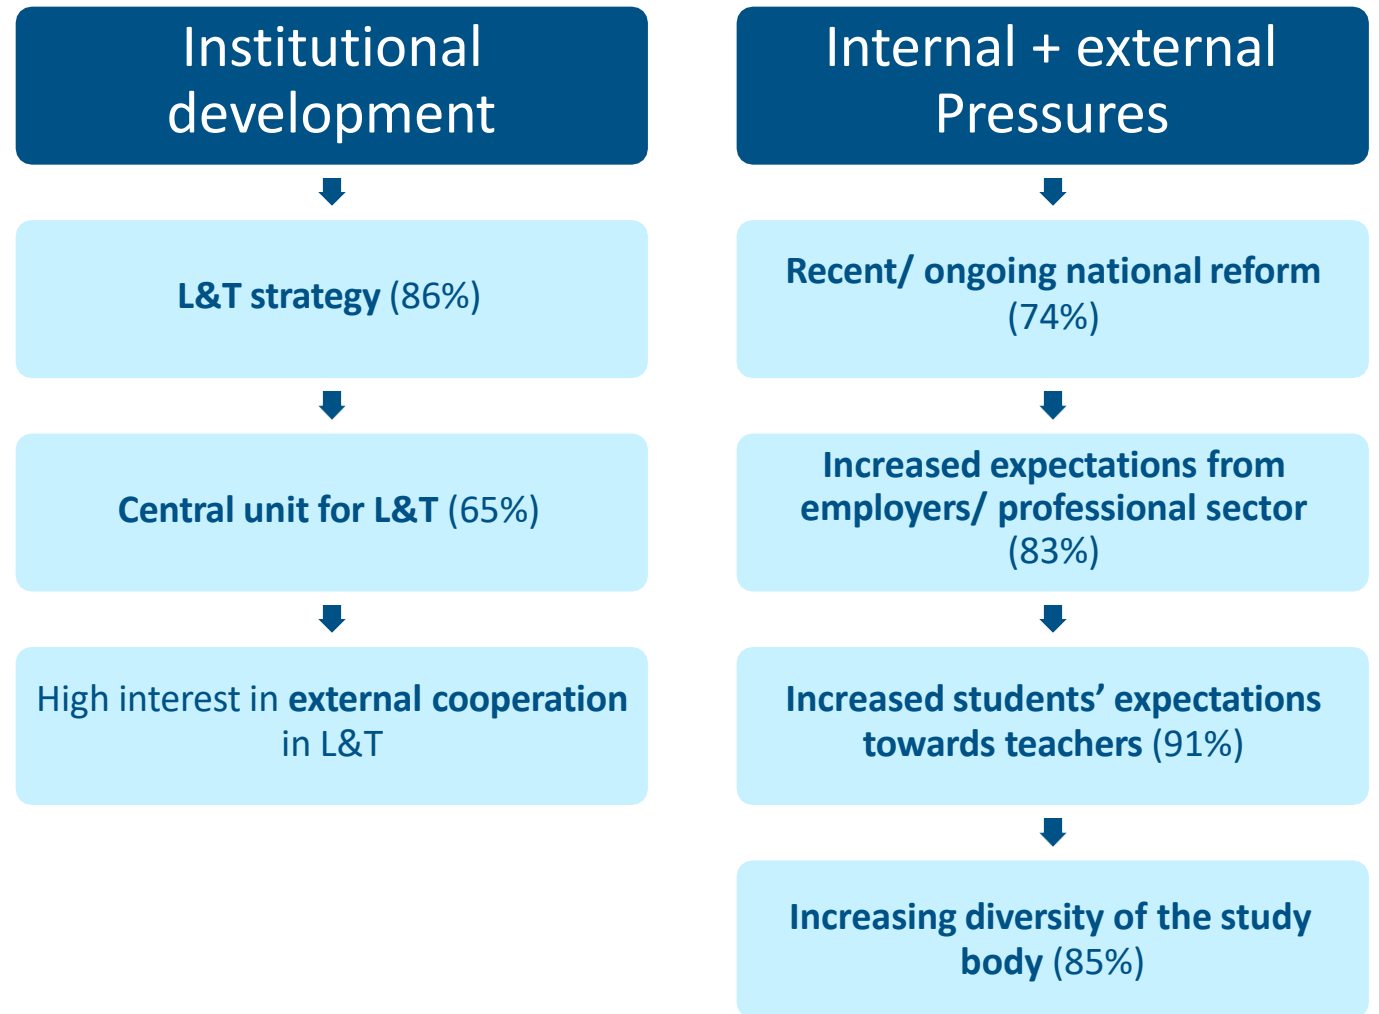 Institutional
development
L&T strategy (86%)
Central unit for L&T (65%)
High interest in external cooperation
in L&T
Internal + external
Pressures
Recent/ ongoing national reform
(74%)
Increased expectations from
employers/ professional sector
(83%)
Increased students’ expectations
towards teachers (91%)
Increasing diversity of the study
body (85%)